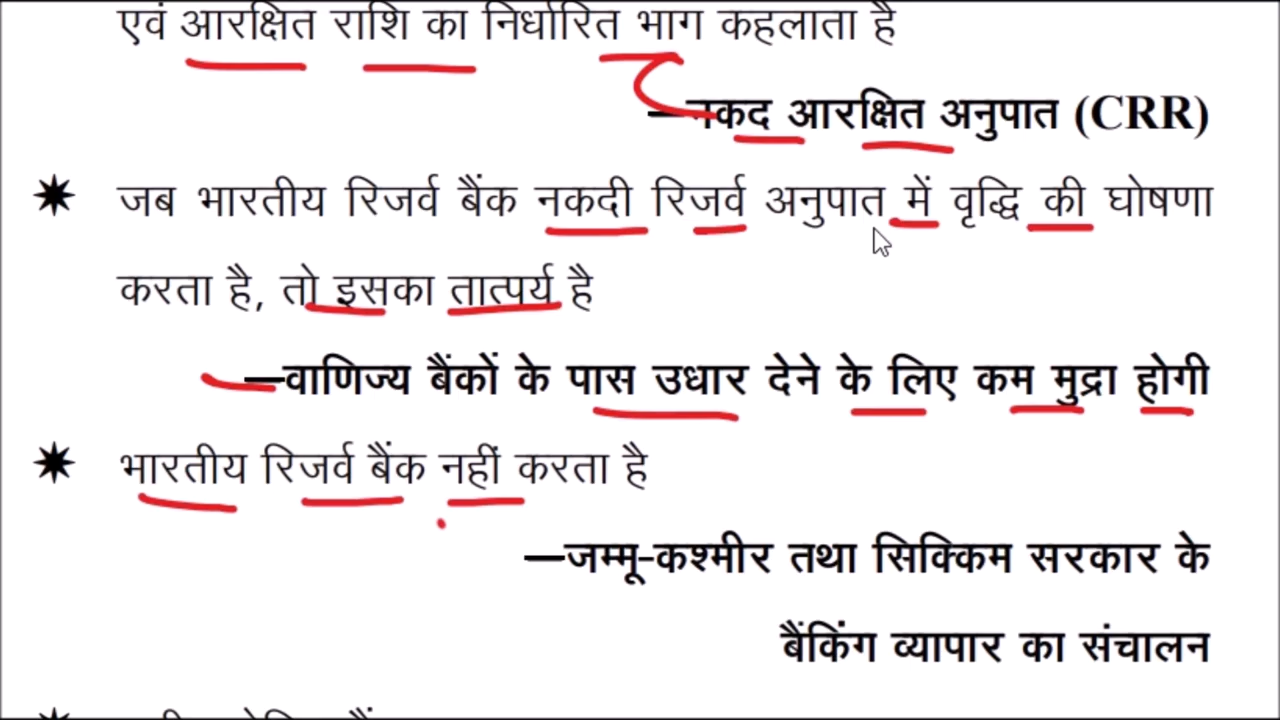 एवं आरक्षित राशि का निर्धारित भाग कहलाता है
—नकद आरक्षित अनुपात (CRR)
✷ जब भारतीय रिजर्व बैंक नकदी रिजर्व अनुपात में वृद्धि की घोषणा
करता है, तो इसका तात्पर्य है
—वाणिज्य बैंकों के पास उधार देने के लिए कम मुद्रा होगी
✷ भारतीय रिजर्व बैंक नहीं करता है
—जम्मू-कश्मीर तथा सिक्किम सरकार के
बैंकिंग व्यापार का संचालन